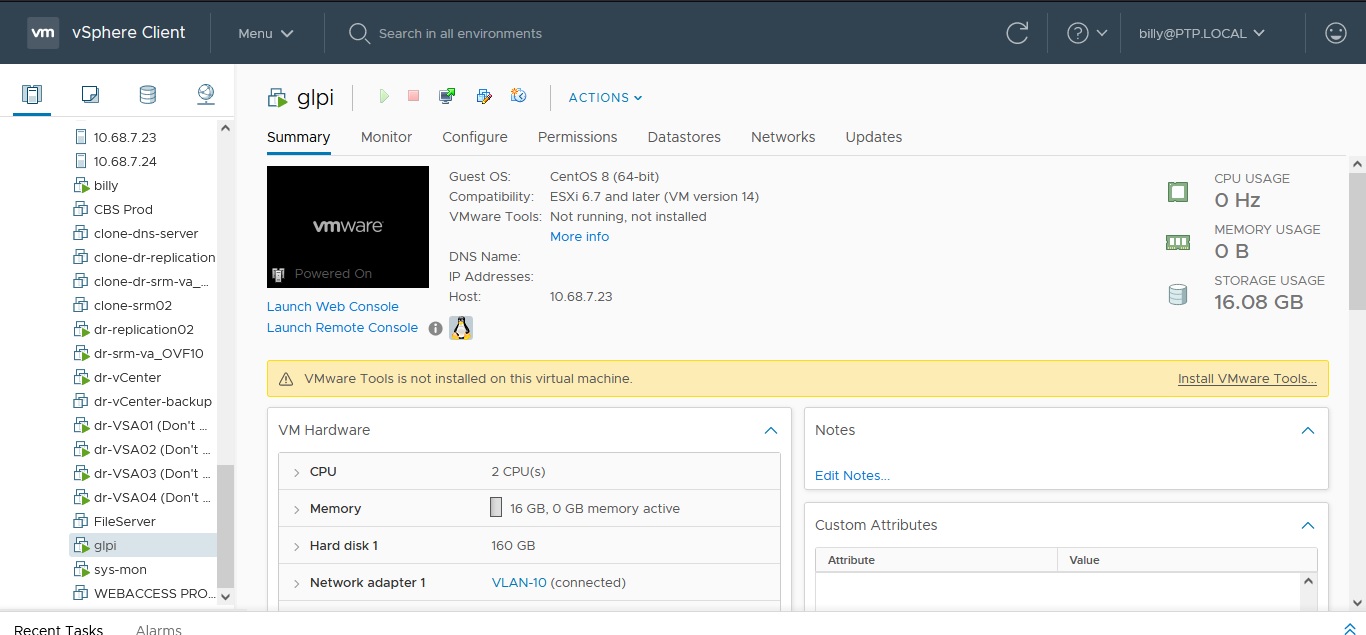 vm vSphere Client Menu Search in all environments billy@PTP.LOCAL
10.68.7.23
10.68.7.24
billy
CBS Prod
clone-dns-server
clone-dr-replication
clone-dr-srm-va_...
clone-srm02
dr-replication02
dr-srm-va_OVF10
dr-vCenter
dr-vCenter-backup
dr-VSA01 (Don't ...
dr-VSA02 (Don't ...
dr-VSA03 (Don't ...
dr-VSA04 (Don't ...
FileServer
glpi
sys-mon
WEBACCESS PRO...
glpi ACTIONS
Summary Monitor Configure Permissions Datastores Networks Updates
vmware
Powered On
Launch Web Console
Launch Remote Console
Guest OS: CentOS 8 (64-bit)
Compatibility: ESXi 6.7 and later (VM version 14)
VMware Tools: Not running, not installed
More info
DNS Name:
IP Addresses:
Host: 10.68.7.23
CPU USAGE
0 Hz
MEMORY USAGE
0 B
STORAGE USAGE
16.08 GB
VMware Tools is not installed on this virtual machine. Install VMware Tools...
VM Hardware
CPU 2 CPU(s)
Memory 16 GB, 0 GB memory active
Hard disk 1 160 GB
Network adapter 1 VLAN-10 (connected)
Notes
Edit Notes...
Custom Attributes
Attribute Value
Recent Tasks Alarms